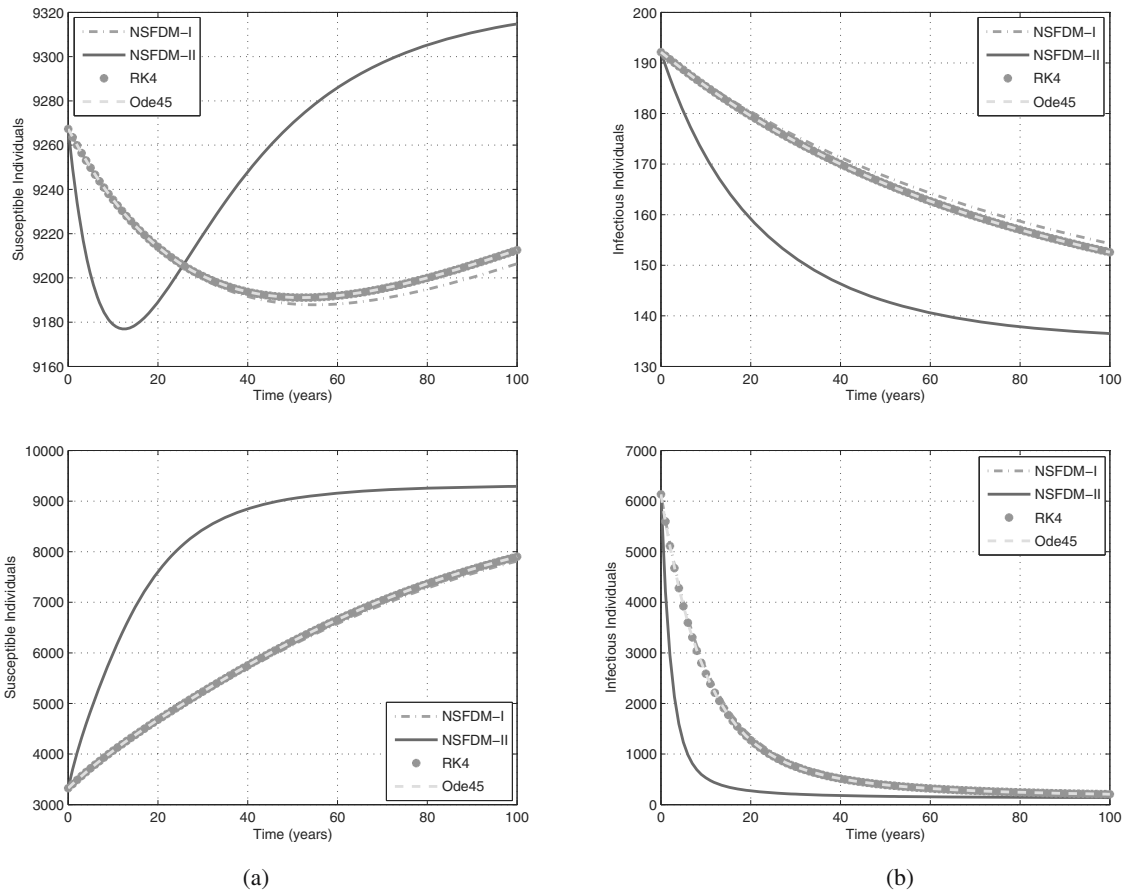 9320
9300
9280
9260
9240
9220
9200
9180
9160
Susceptible Individuals
NSFDM-I
NSFDM-II
RK4
Ode45
0 20 40 60 80 100
Time (years)
200
190
180
170
160
150
140
130
Infectious Individuals
NSFDM-I
NSFDM-II
RK4
Ode45
0 20 40 60 80 100
Time (years)
10000
9000
8000
7000
6000
5000
4000
3000
Susceptible Individuals
NSFDM-I
NSFDM-II
RK4
Ode45
0 20 40 60 80 100
Time (years)
(a)
7000
6000
5000
4000
3000
2000
1000
0
Infectious Individuals
NSFDM-I
NSFDM-II
RK4
Ode45
0 20 40 60 80 100
Time (years)
(b)